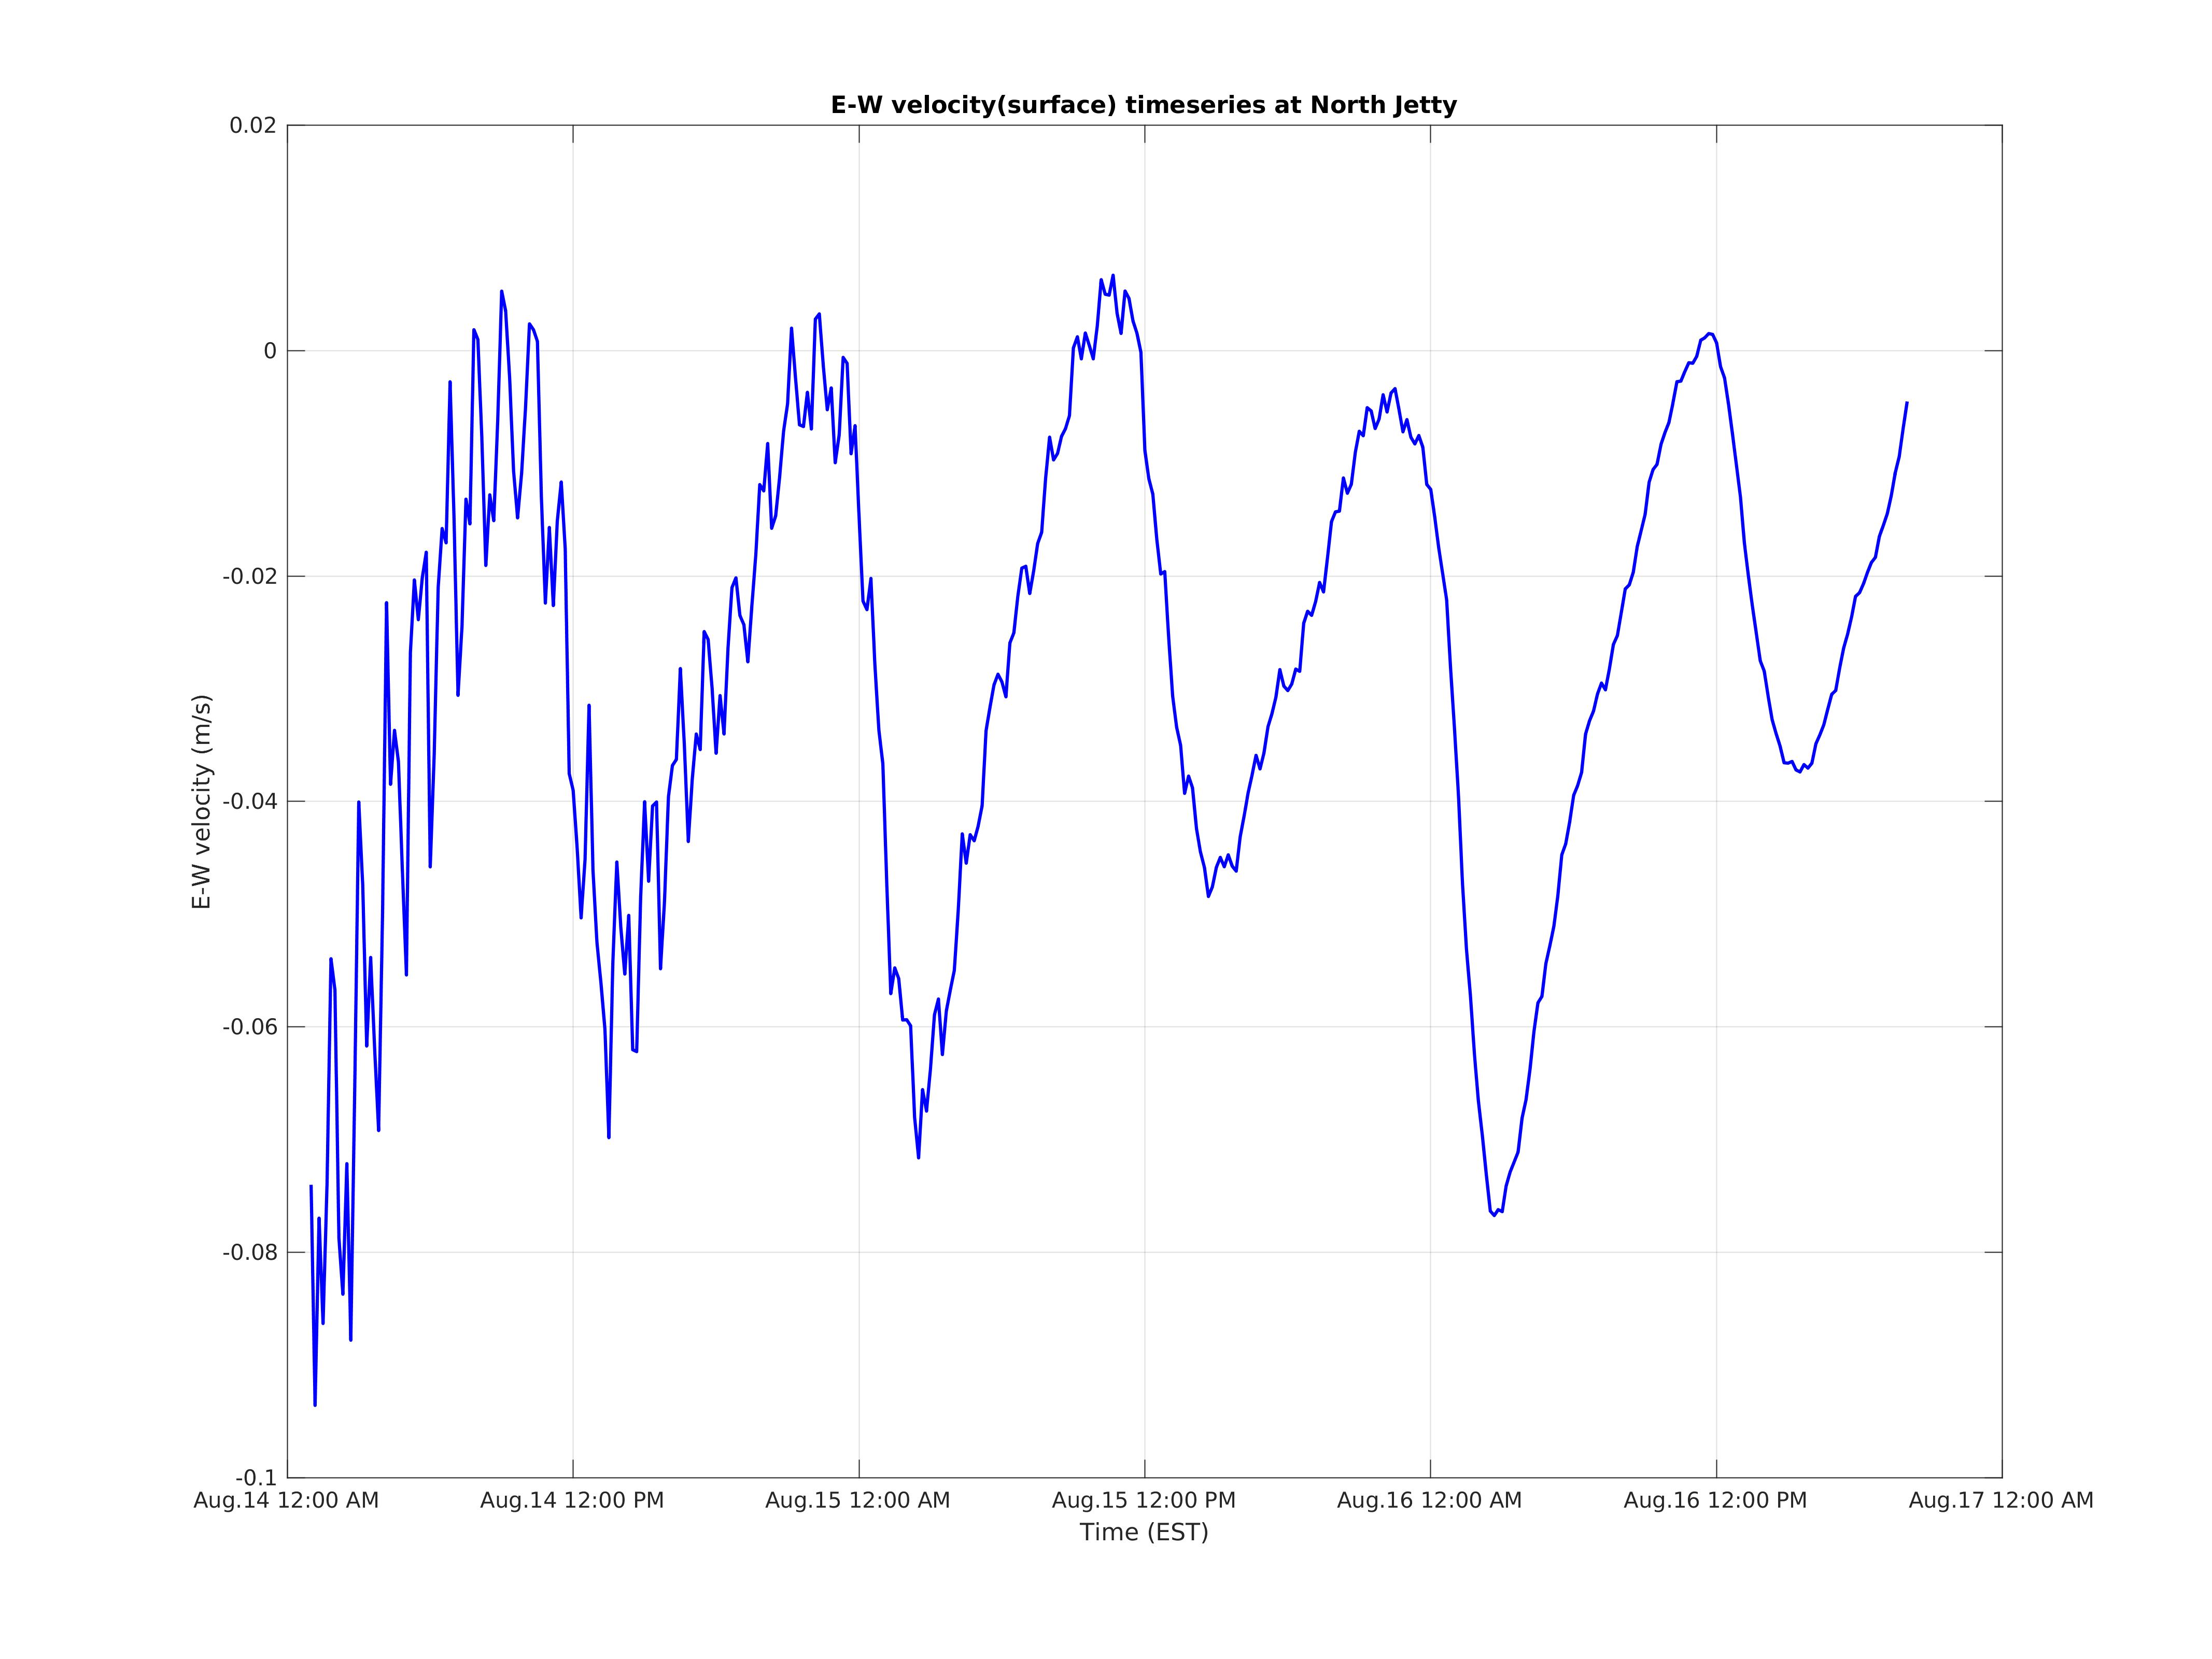 E-W velocity(surface) timeseries at North Jetty
0.02
0
-0.02
-0.04
-0.06
-0.08
-0.1
E-W velocity (m/s)
Aug.14 12:00 AM Aug.14 12:00 PM Aug.15 12:00 AM Aug.15 12:00 PM Aug.16 12:00 AM Aug.16 12:00 PM Aug.17 12:00 AM
Time (EST)